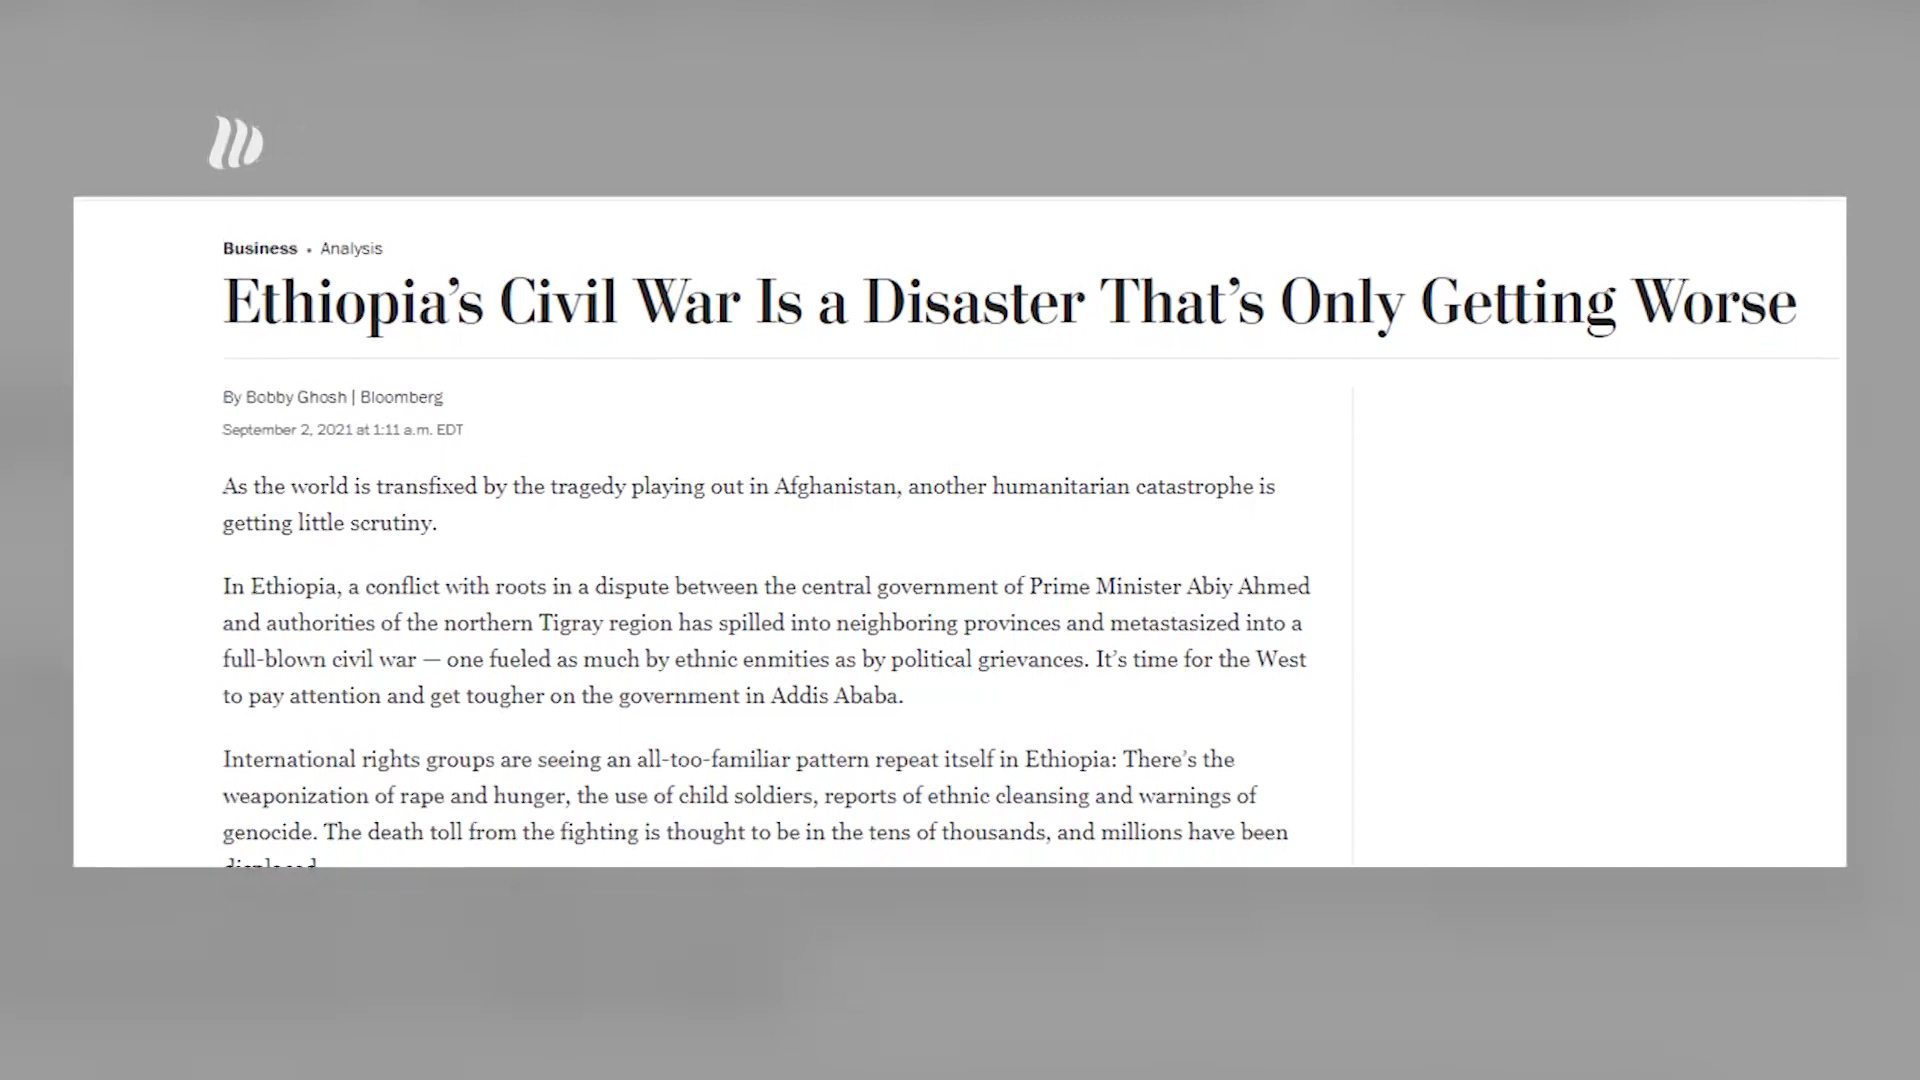 Business • Analysis
Ethiopia’s Civil War Is a Disaster That’s Only Getting Worse
By Bobby Ghosh | Bloomberg
September 2, 2021 at 1:11 a.m. EDT
As the world is transfixed by the tragedy playing out in Afghanistan, another humanitarian catastrophe is
getting little scrutiny.
In Ethiopia, a conflict with roots in a dispute between the central government of Prime Minister Abiy Ahmed
and authorities of the northern Tigray region has spilled into neighboring provinces and metastasized into a
full-blown civil war — one fueled as much by ethnic enmities as by political grievances. It’s time for the West
to pay attention and get tougher on the government in Addis Ababa.
International rights groups are seeing an all-too-familiar pattern repeat itself in Ethiopia: There’s the
weaponization of rape and hunger, the use of child soldiers, reports of ethnic cleansing and warnings of
genocide. The death toll from the fighting is thought to be in the tens of thousands, and millions have been